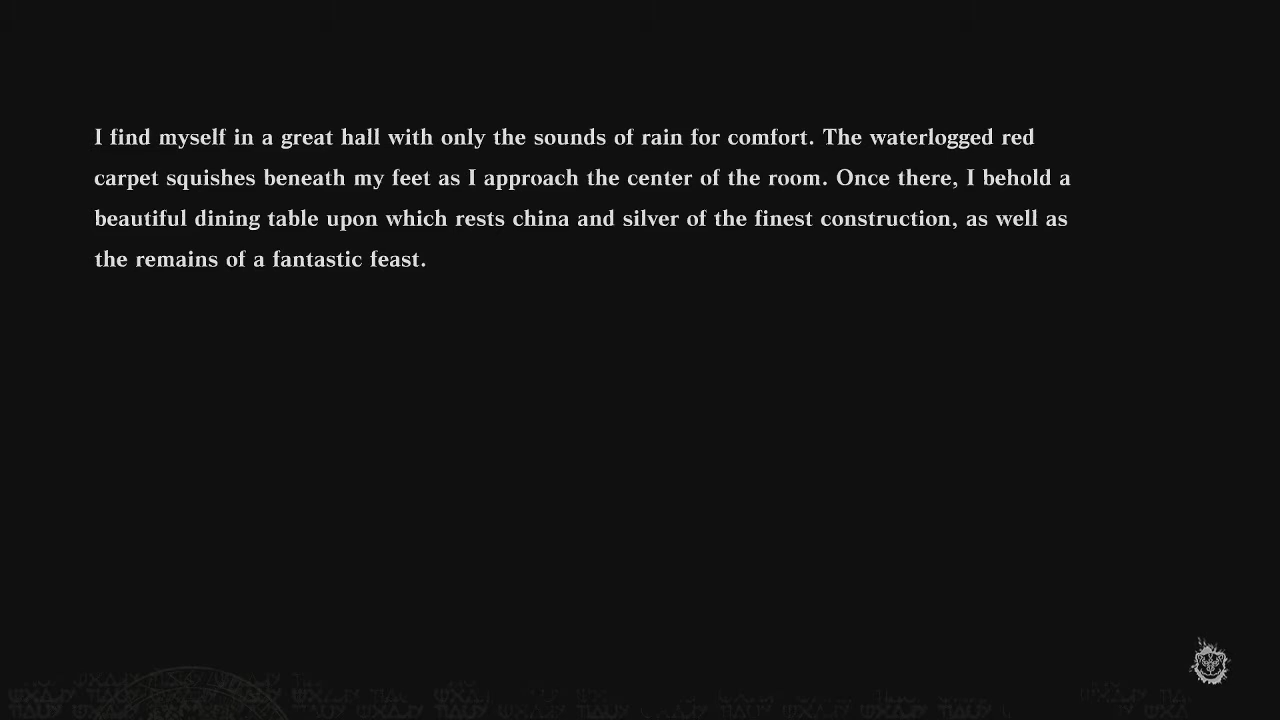 I find myself in a great hall with only the sounds of rain for comfort. The waterlogged red
carpet squishes beneath my feet as I approach the center of the room. Once there, I behold a
beautiful dining table upon which rests china and silver of the finest construction, as well as
the remains of a fantastic feast.